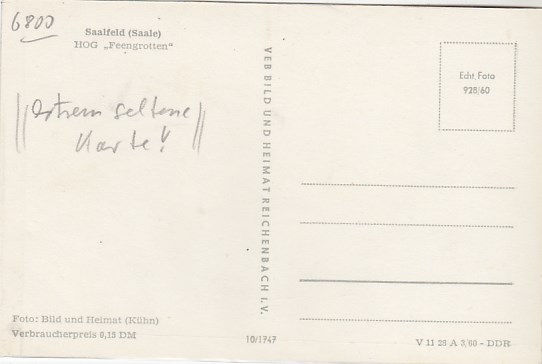 6800
Saalfeld (Saale)
HOG „Feengrotten"
extrem seltene
Karte!
VEB BILD UND HEIMAT REICHENBACH I.V.
Echt Foto
928/60
Foto: Bild und Heimat (Kühn)
Verbraucherpreis 0,15 DM
10/1747
V 11 28 A 3/60 - DDR